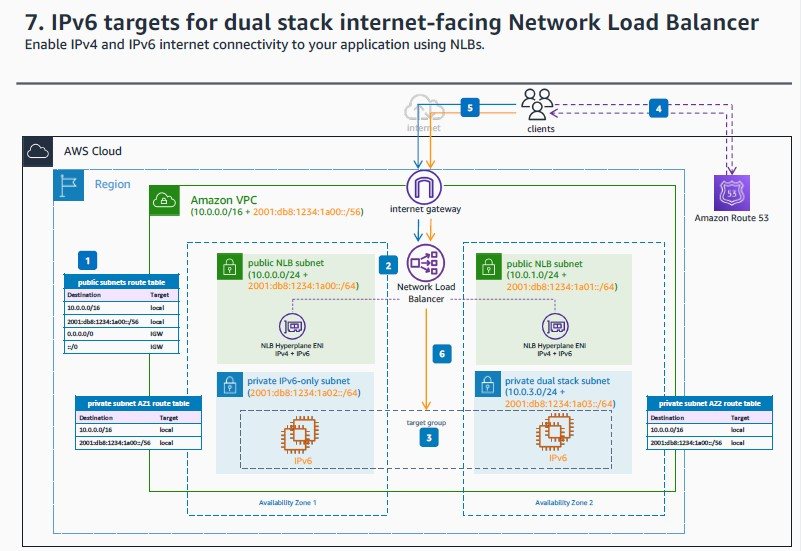 7. IPv6 targets for dual stack internet-facing Network Load Balancer
Enable IPv4 and IPv6 internet connectivity to your application using NLBs.
internet
5
clients
4
AWS Cloud
Region
Amazon VPC
(10.0.0.0/16 + 2001:db8:1234:1a00::/56)
internet gateway
53
Amazon Route 53
1
public subnets route table
Destination Target
10.0.0.0/16 local
2001:db8:1234:1a00::/56 local
0.0.0.0/0 IGW
::/0 IGW
public NLB subnet
(10.0.0.0/24 +
2001:db8:1234:1a00::/64)
2
Network Load
Balancer
public NLB subnet
(10.0.1.0/24 +
2001:db8:1234:1a01::/64)
NLB Hyperplane ENI
IPv4 + IPv6
NLB Hyperplane ENI
IPv4 + IPv6
6
private IPv6-only subnet
(2001:db8:1234:1a02::/64)
private dual stack subnet
(10.0.3.0/24 +
2001:db8:1234:1a03::/64)
private subnet AZ1 route table
Destination Target
10.0.0.0/16 local
2001:db8:1234:1a00::/56 local
private subnet AZ2 route table
Destination Target
10.0.0.0/16 local
2001:db8:1234:1a00::/56 local
target group
3
IPv6
IPv6
Availability Zone 1
Availability Zone 2